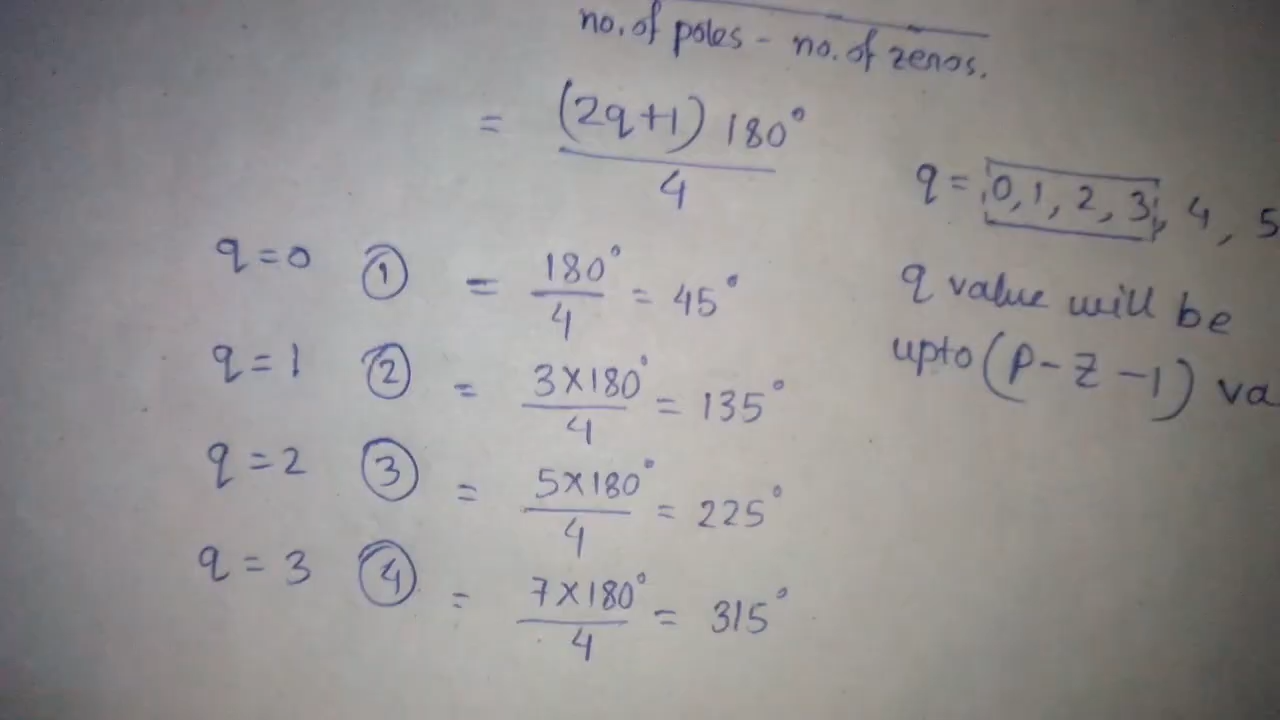 no. of poles - no. of zeros.
= (2q+1) 180° / 4
q = 0, 1, 2, 3, 4, 5
q value will be
upto (P - Z - 1) va
q = 0 ① = 180° / 4 = 45°
q = 1 ② = 3 × 180° / 4 = 135°
q = 2 ③ = 5 × 180° / 4 = 225°
q = 3 ④ = 7 × 180° / 4 = 315°